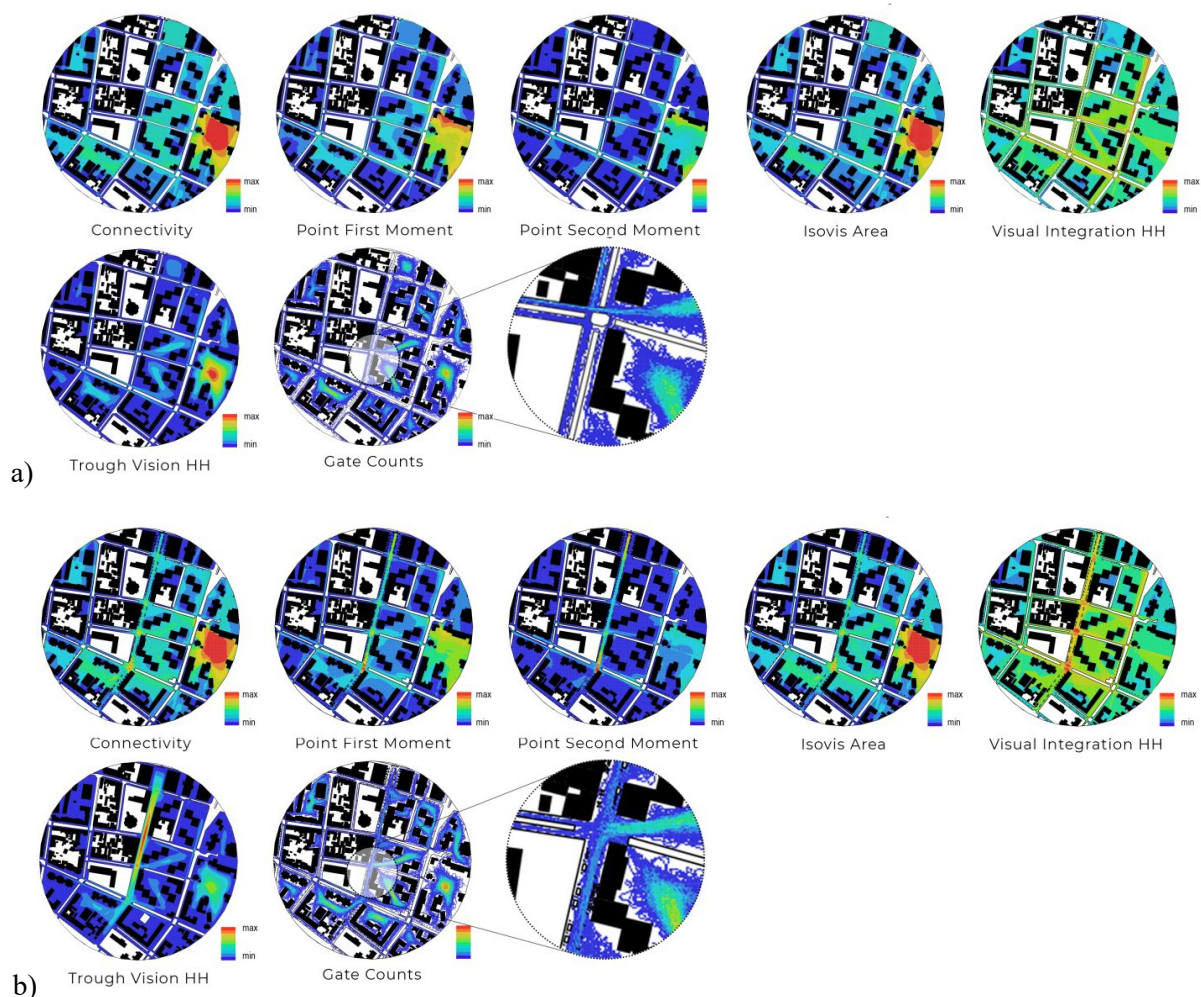 max
min
Connectivity
max
min
Point First Moment
Point Second Moment
max
min
Isovis Area
max
min
Visual Integration HH
max
min
Trough Vision HH
max
min
Gate Counts
a)
max
min
Connectivity
max
min
Point First Moment
max
min
Point Second Moment
max
min
Isovis Area
max
min
Visual Integration HH
max
min
Trough Vision HH
Gate Counts
b)